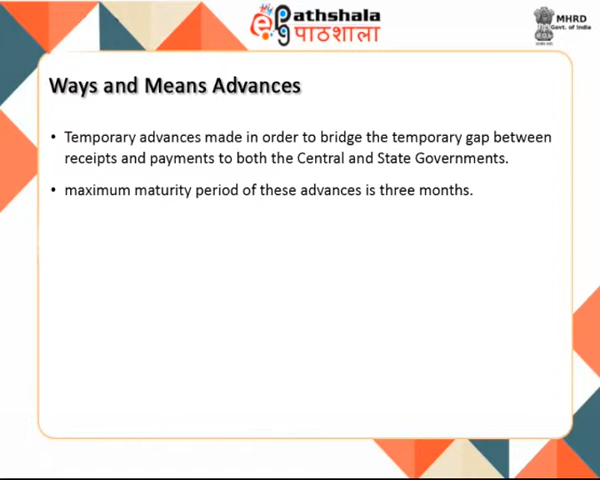 ePathshala
पाठशाला
MHRD
Govt. of India
Ways and Means Advances
• Temporary advances made in order to bridge the temporary gap between
receipts and payments to both the Central and State Governments.
• maximum maturity period of these advances is three months.